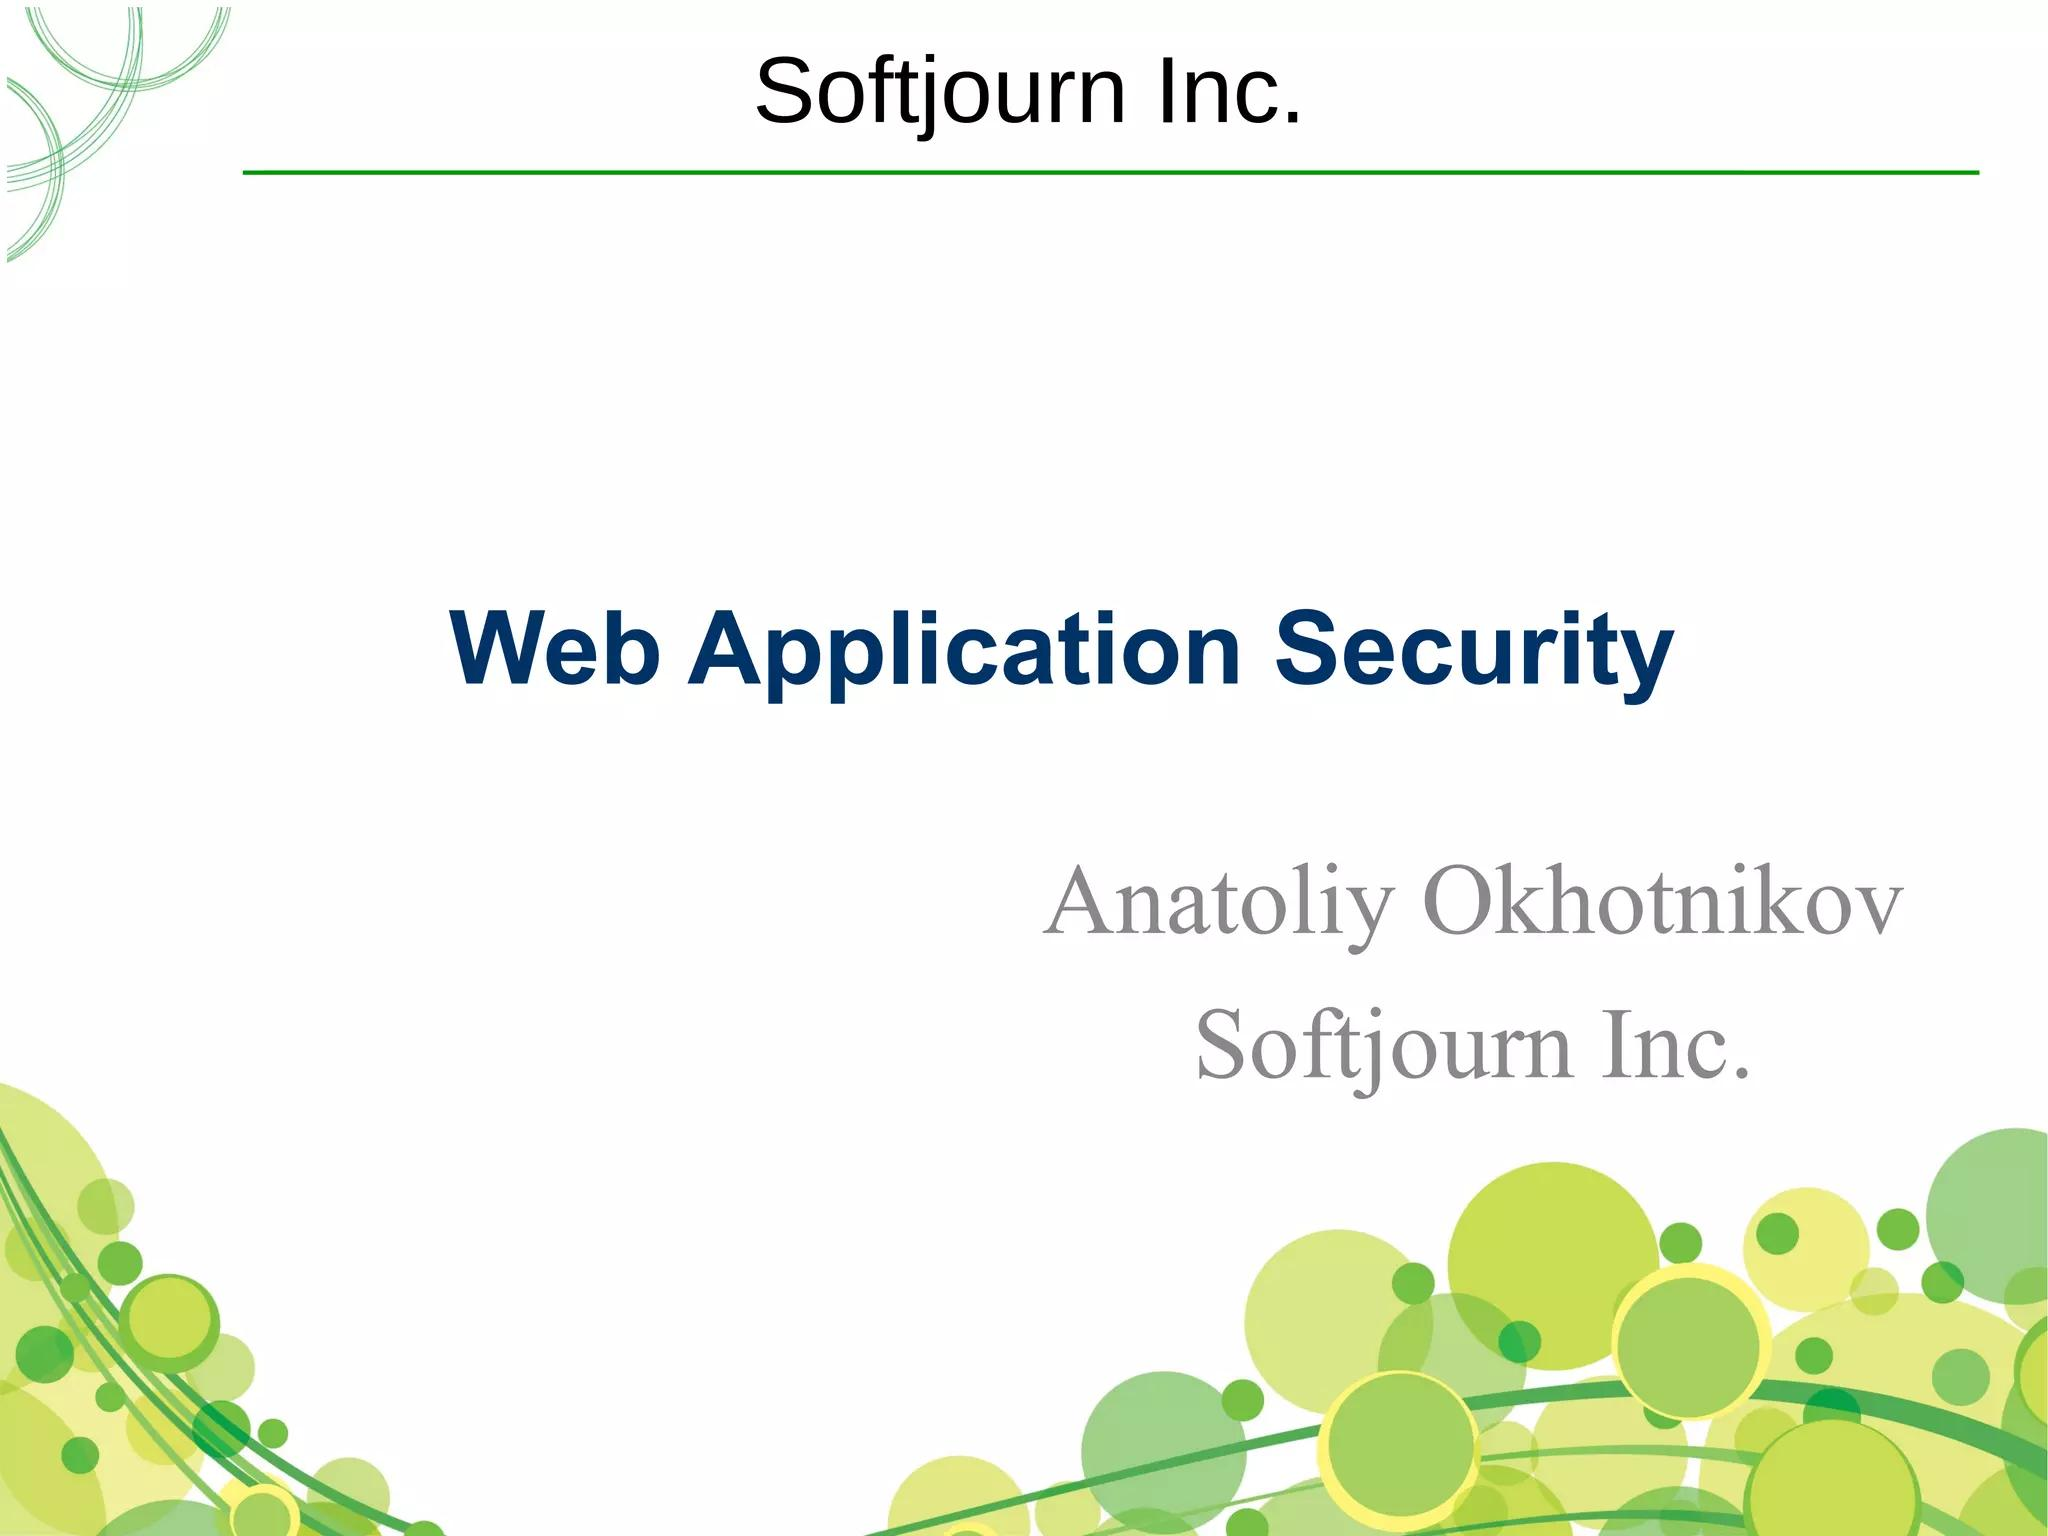 Softjourn Inc.
Web Application Security
Anatoliy Okhotnikov
Softjourn Inc.